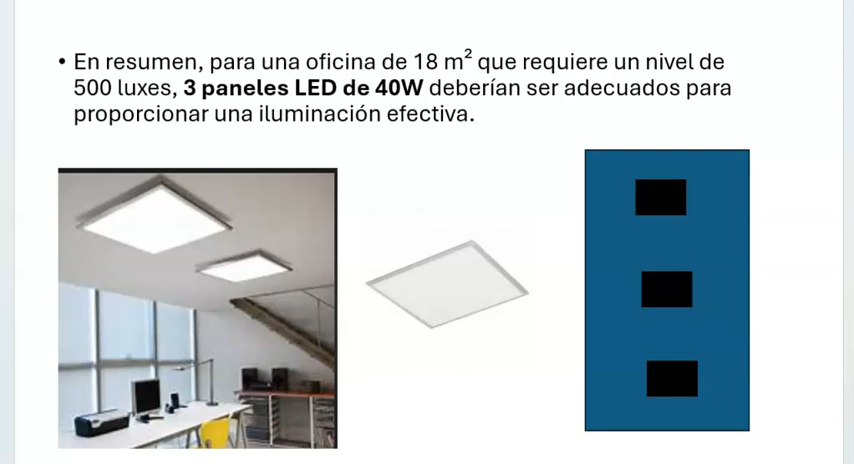 • En resumen, para una oficina de 18 m² que requiere un nivel de
500 luxes, 3 paneles LED de 40W deberían ser adecuados para
proporcionar una iluminación efectiva.